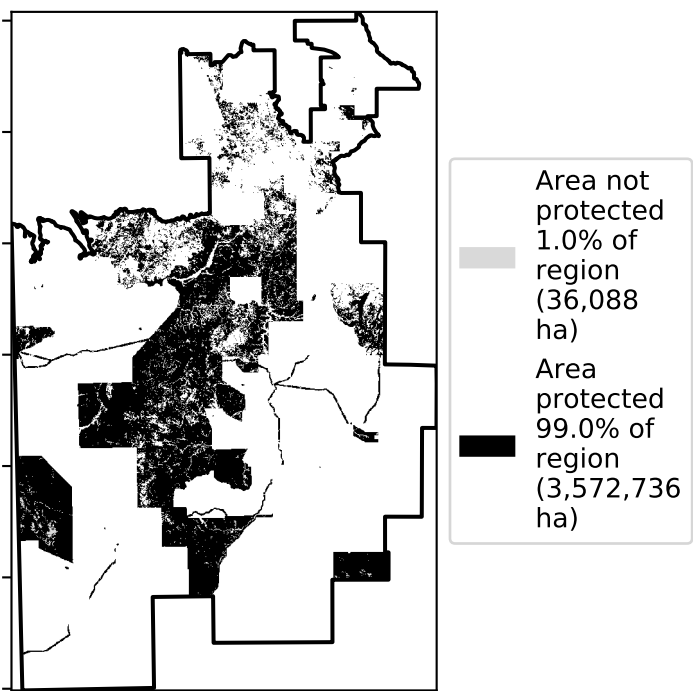 Area not
protected
1.0% of
region
(36,088
ha)
Area
protected
99.0% of
region
(3,572,736
ha)